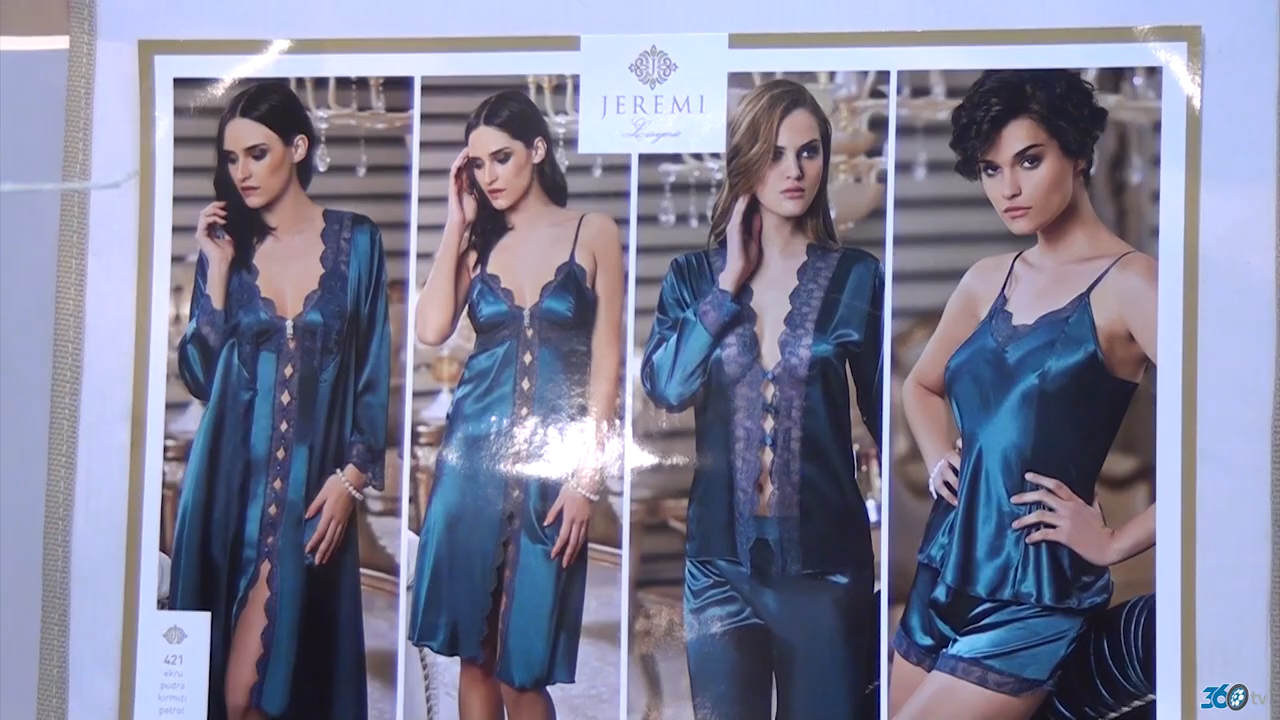 JEREMI
Lingerie
421
ekru
pudra
kırmızı
petrol
360tv